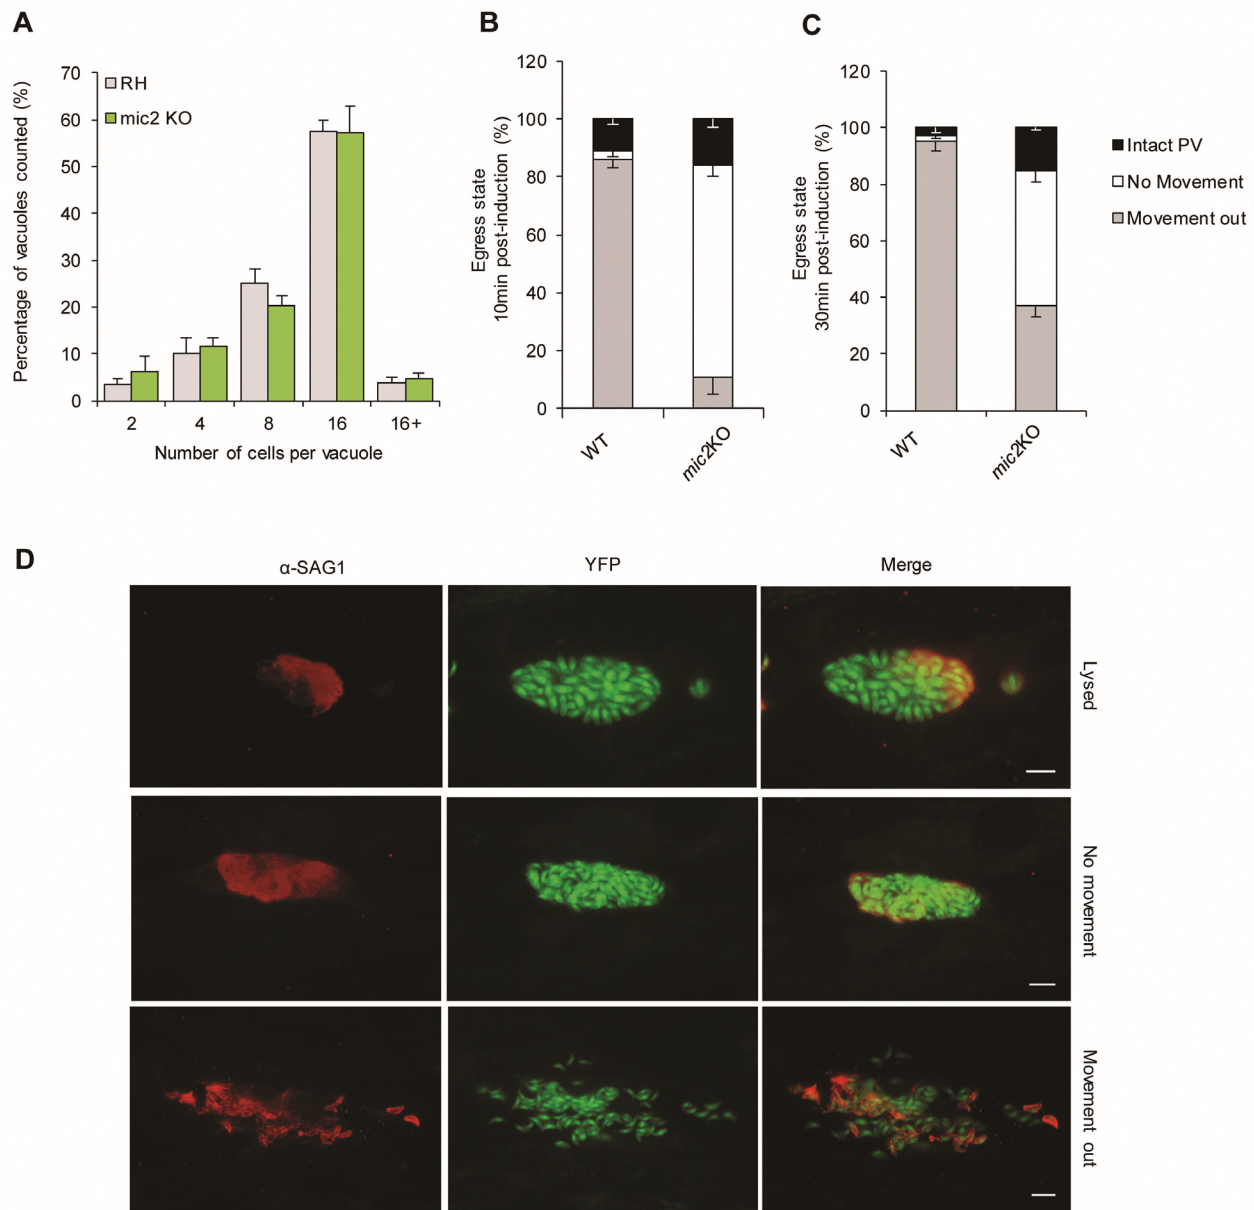 A
Percentage of vacuoles counted (%)
70
60
50
40
30
20
10
0
RH
mic2 KO
2 4 8 16 16+
Number of cells per vacuole
B
Egress state
10min post-induction (%)
120
100
80
60
40
20
0
WT mic2KO
C
Egress state
30min post-induction (%)
120
100
80
60
40
20
0
WT mic2KO
Intact PV
No Movement
Movement out
D
α-SAG1 YFP Merge
Lysed
No movement
Movement out